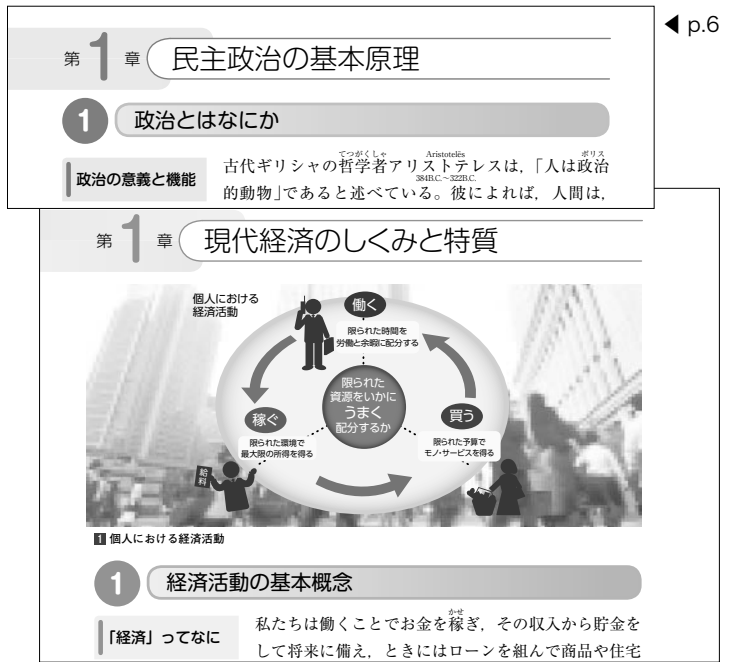 ◀ p.6
第1章 民主政治の基本原理
1 政治とはなにか
政治の意義と機能
古代ギリシャの哲学者アリストテレスは,「人は政治
てつがくしゃ Aristotelēs ポリス
384B.C.~322B.C.
的動物」であると述べている。彼によれば, 人間は,
第1章 現代経済のしくみと特質
個人における
経済活動
働く
限られた時間を
労働と余暇に配分する
限られた
資源をいかに
うまく
配分するか
稼ぐ
限られた環境で
最大限の所得を得る
買う
限られた予算で
モノ・サービスを得る
給料
1 個人における経済活動
1 経済活動の基本概念
「経済」ってなに
かせ
私たちは働くことでお金を稼ぎ, その収入から貯金を
して将来に備え, ときにはローンを組んで商品や住宅